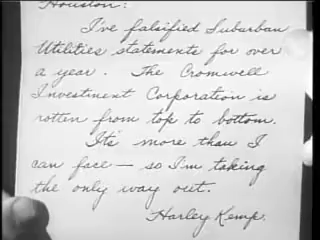 Houston:
I've falsified Suburban
Utilities statements for over
a year. The Cromwell
Investment Corporation is
rotten from top to bottom.
It's more than I
can face — so I'm taking
the only way out.
Harley Kemp.